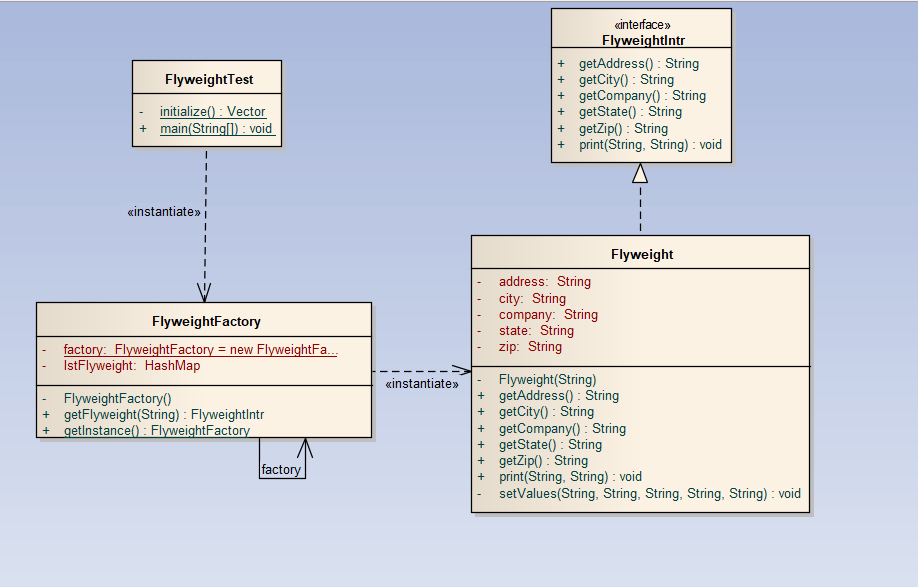 «interface»
FlyweightIntr
+ getAddress() : String
+ getCity() : String
+ getCompany() : String
+ getState() : String
+ getZip() : String
+ print(String, String) : void
FlyweightTest
- initialize() : Vector
+ main(String[]) : void
«instantiate»
FlyweightFactory
- factory: FlyweightFactory = new FlyweightFa...
- lstFlyweight: HashMap
- FlyweightFactory()
+ getFlyweight(String) : FlyweightIntr
+ getInstance() : FlyweightFactory
factory
«instantiate»
Flyweight
- address: String
- city: String
- company: String
- state: String
- zip: String
- Flyweight(String)
+ getAddress() : String
+ getCity() : String
+ getCompany() : String
+ getState() : String
+ getZip() : String
+ print(String, String) : void
- setValues(String, String, String, String, String) : void